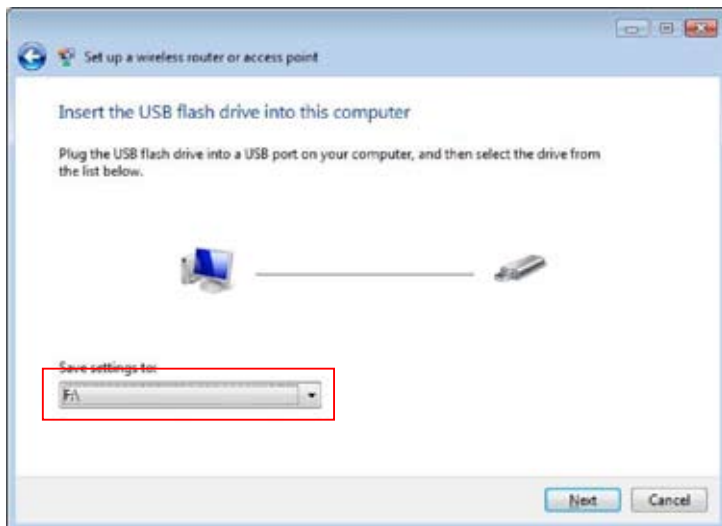 Set up a wireless router or access point
Insert the USB flash drive into this computer
Plug the USB flash drive into a USB port on your computer, and then select the drive from
the list below.
Save settings to:
F:\
Next
Cancel